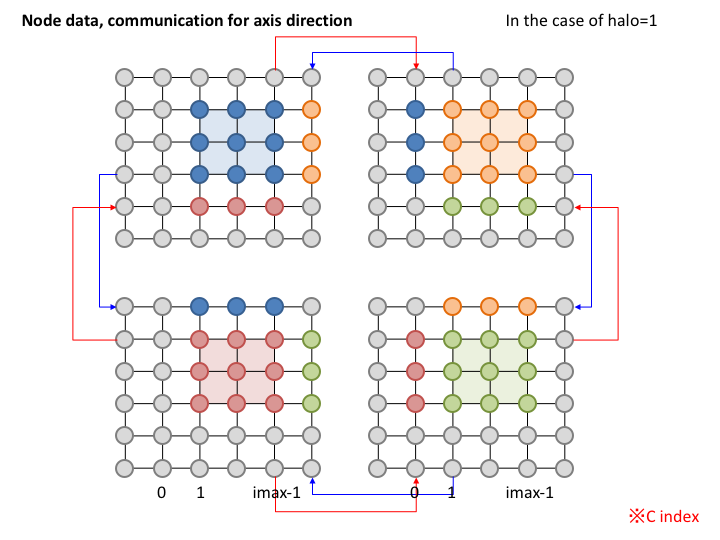 Node data, communication for axis direction
In the case of halo=1
0 1 imax-1
0 1 imax-1
※C index